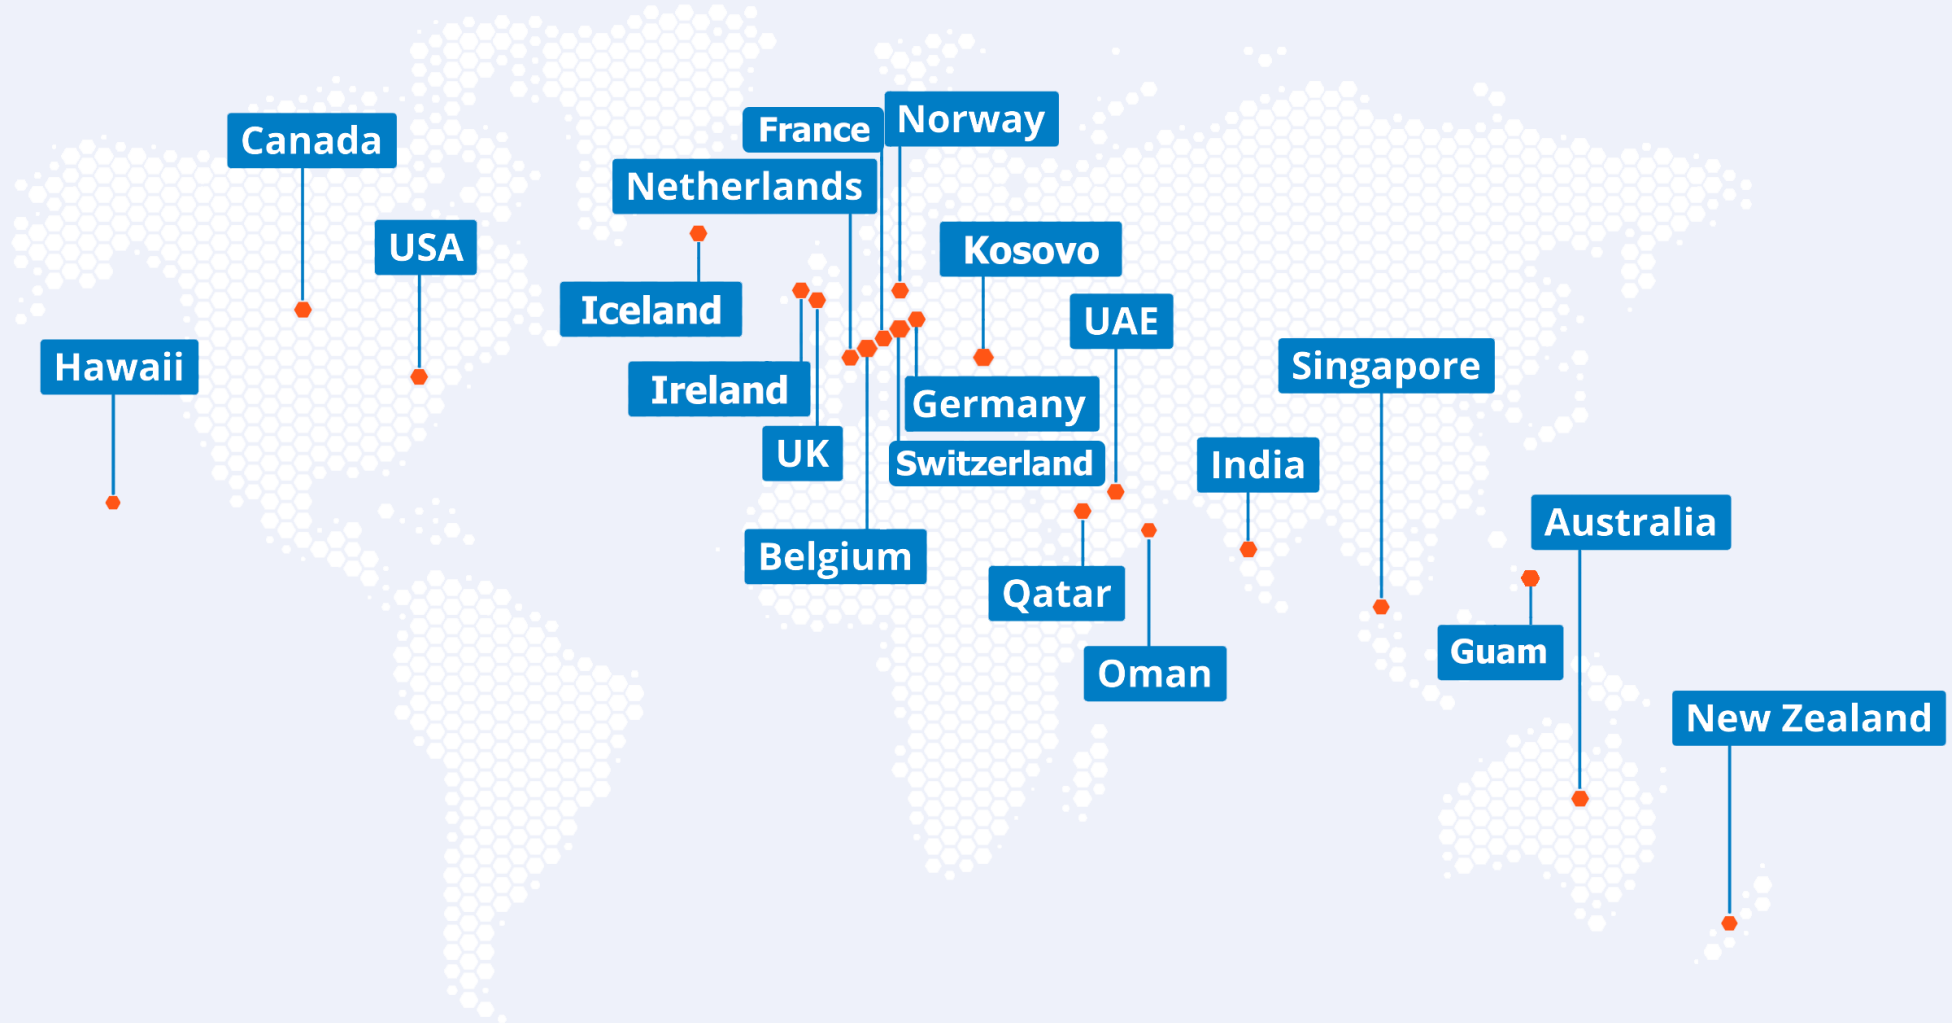 Norway
France
Canada
Netherlands
USA
Kosovo
Iceland
UAE
Hawaii
Singapore
Ireland
Germany
UK
Switzerland
India
Australia
Belgium
Qatar
Guam
Oman
New Zealand